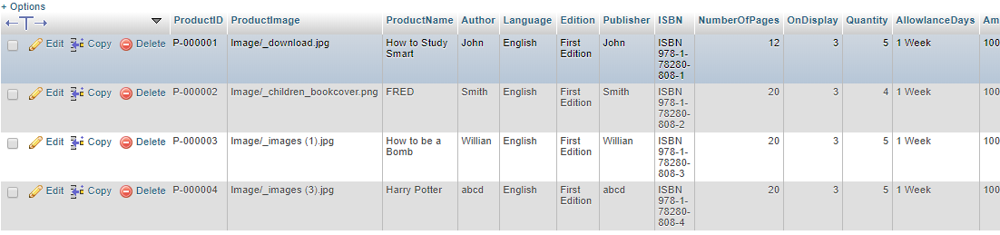 + Options
ProductID ProductImage ProductName Author Language Edition Publisher ISBN NumberOfPages OnDisplay Quantity AllowlanceDays Am
Edit Copy Delete P-000001 Image/_download.jpg How to Study Smart John English First Edition John ISBN 978-1-78280-808-1 12 3 5 1 Week 100
Edit Copy Delete P-000002 Image/_children_bookcover.png FRED Smith English First Edition Smith ISBN 978-1-78280-808-2 20 3 4 1 Week 100
Edit Copy Delete P-000003 Image/_images (1).jpg How to be a Bomb Willian English First Edition Willian ISBN 978-1-78280-808-3 20 3 5 1 Week 100
Edit Copy Delete P-000004 Image/_images (3).jpg Harry Potter abcd English First Edition abcd ISBN 978-1-78280-808-4 20 3 5 1 Week 100